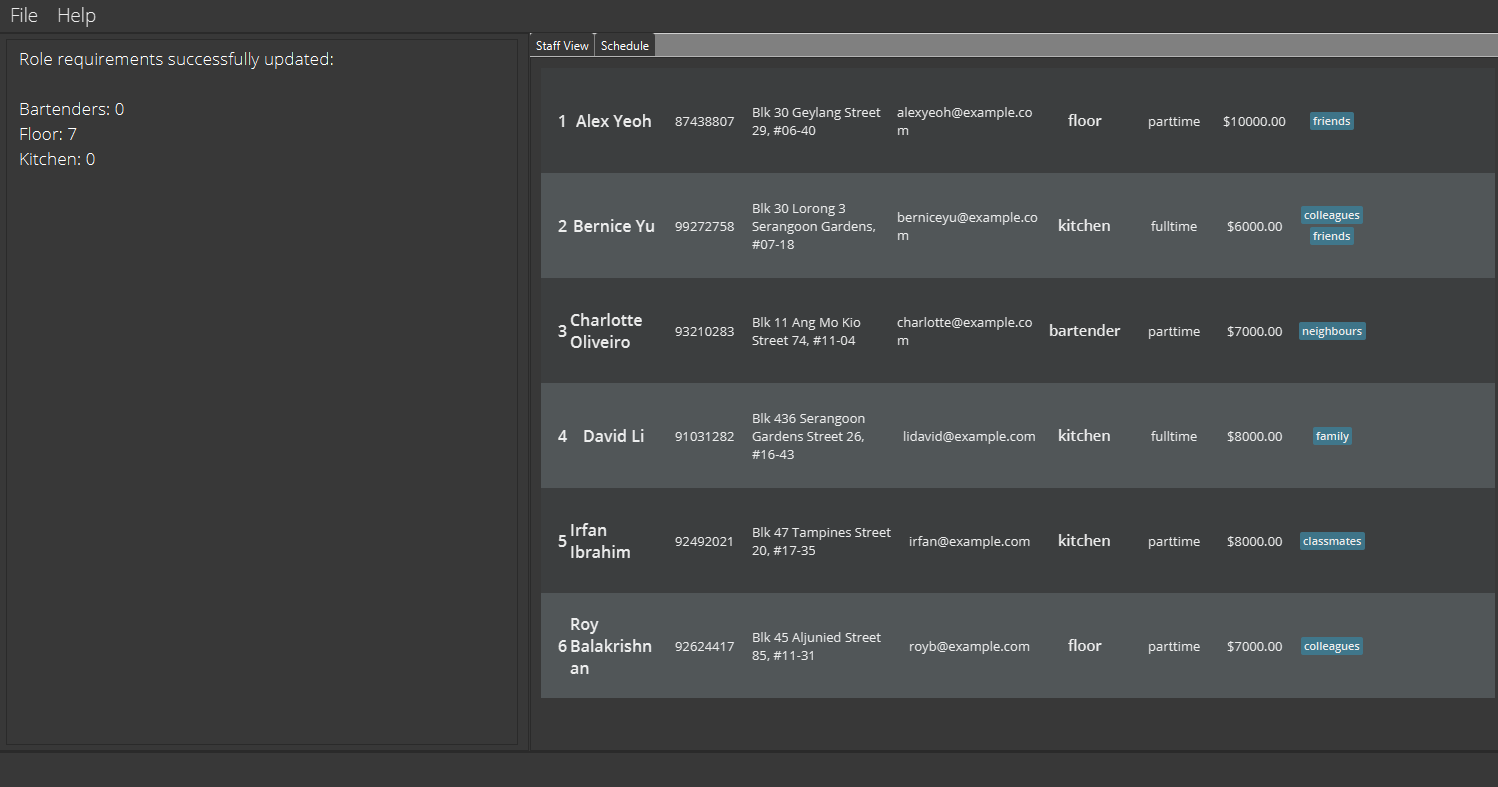 File Help
Role requirements successfully updated:
Bartenders: 0
Floor: 7
Kitchen: 0
Staff View Schedule
1 Alex Yeoh 87438807 Blk 30 Geylang Street 29, #06-40 alexyeoh@example.com floor parttime $10000.00 friends
2 Bernice Yu 99272758 Blk 30 Lorong 3 Serangoon Gardens, #07-18 berniceyu@example.com kitchen fulltime $6000.00 colleagues friends
3 Charlotte Oliveiro 93210283 Blk 11 Ang Mo Kio Street 74, #11-04 charlotte@example.com bartender parttime $7000.00 neighbours
4 David Li 91031282 Blk 436 Serangoon Gardens Street 26, #16-43 lidavid@example.com kitchen fulltime $8000.00 family
5 Irfan Ibrahim 92492021 Blk 47 Tampines Street 20, #17-35 irfan@example.com kitchen parttime $8000.00 classmates
6 Roy Balakrishnan 92624417 Blk 45 Aljunied Street 85, #11-31 royb@example.com floor parttime $7000.00 colleagues